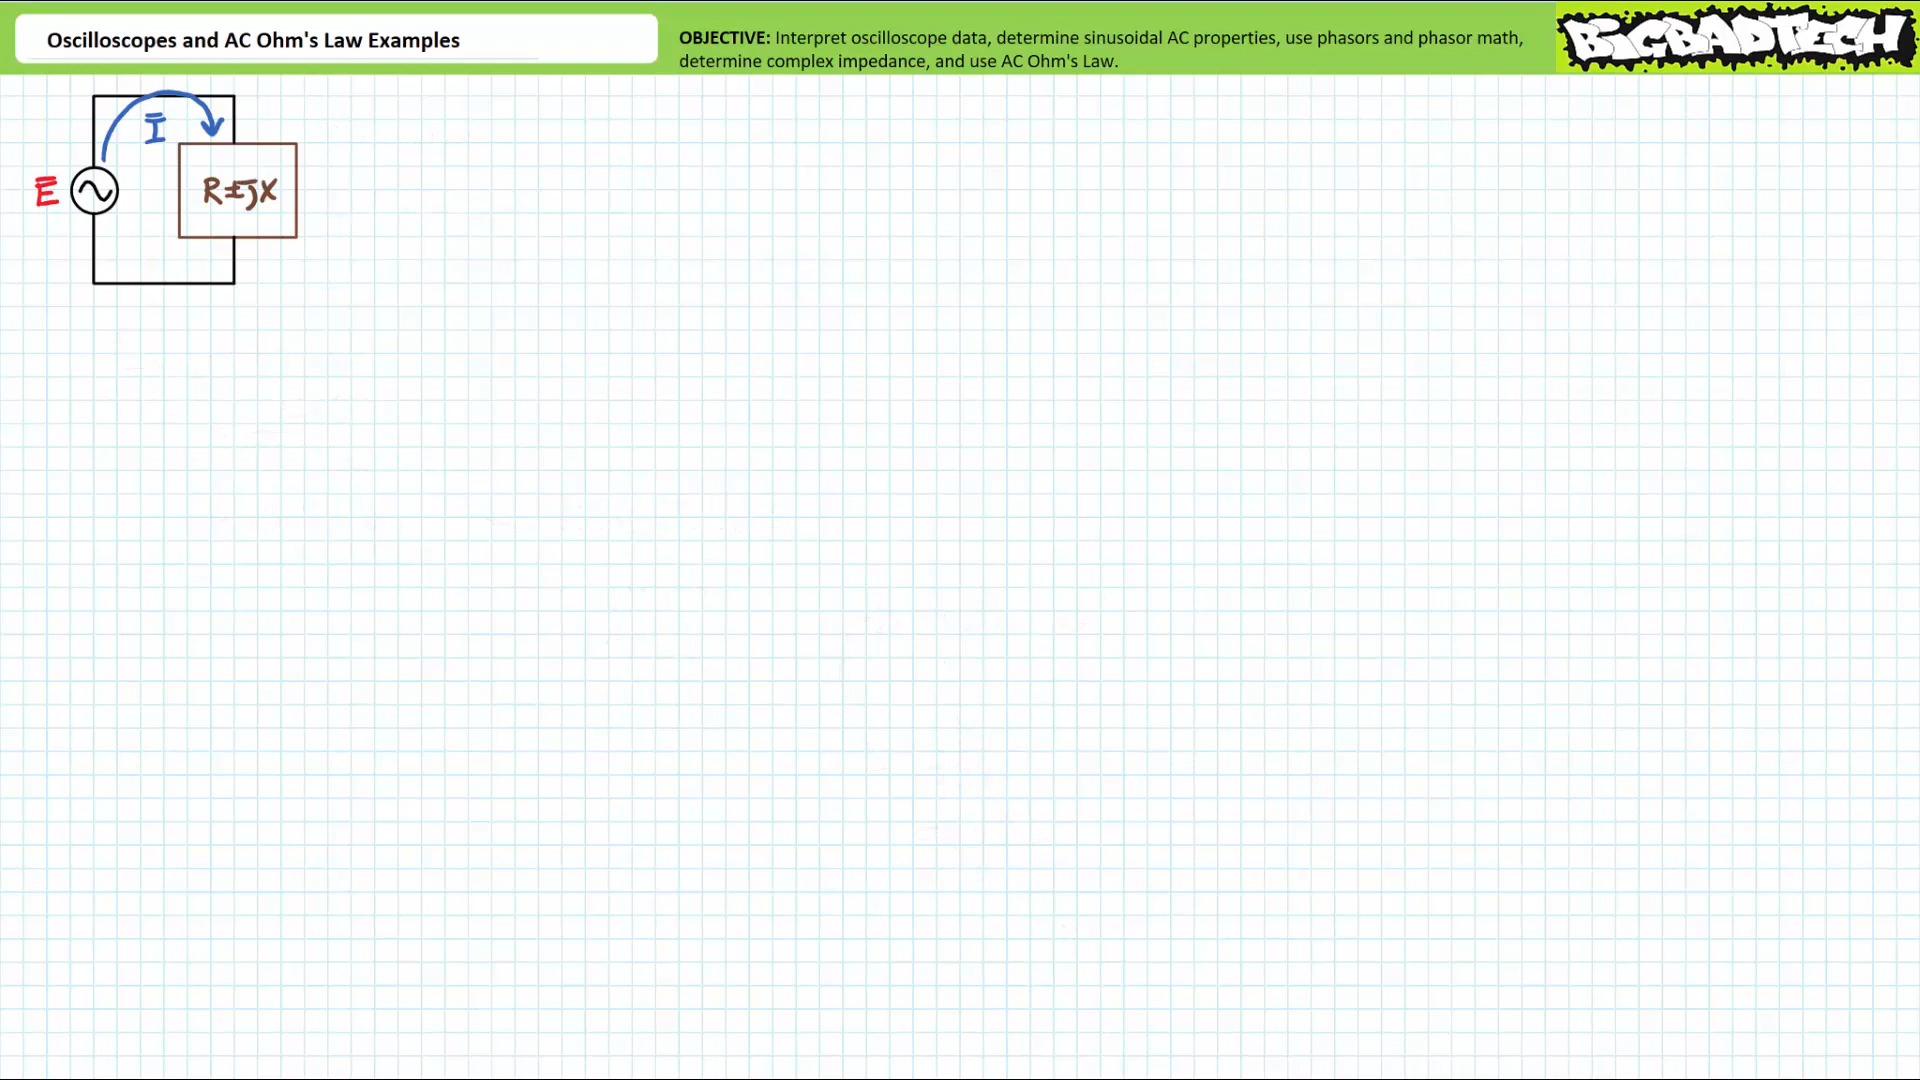 Oscilloscopes and AC Ohm's Law Examples
OBJECTIVE: Interpret oscilloscope data, determine sinusoidal AC properties, use phasors and phasor math,
determine complex impedance, and use AC Ohm's Law.
BIGBADTECH
Ī
Ē
R±jX